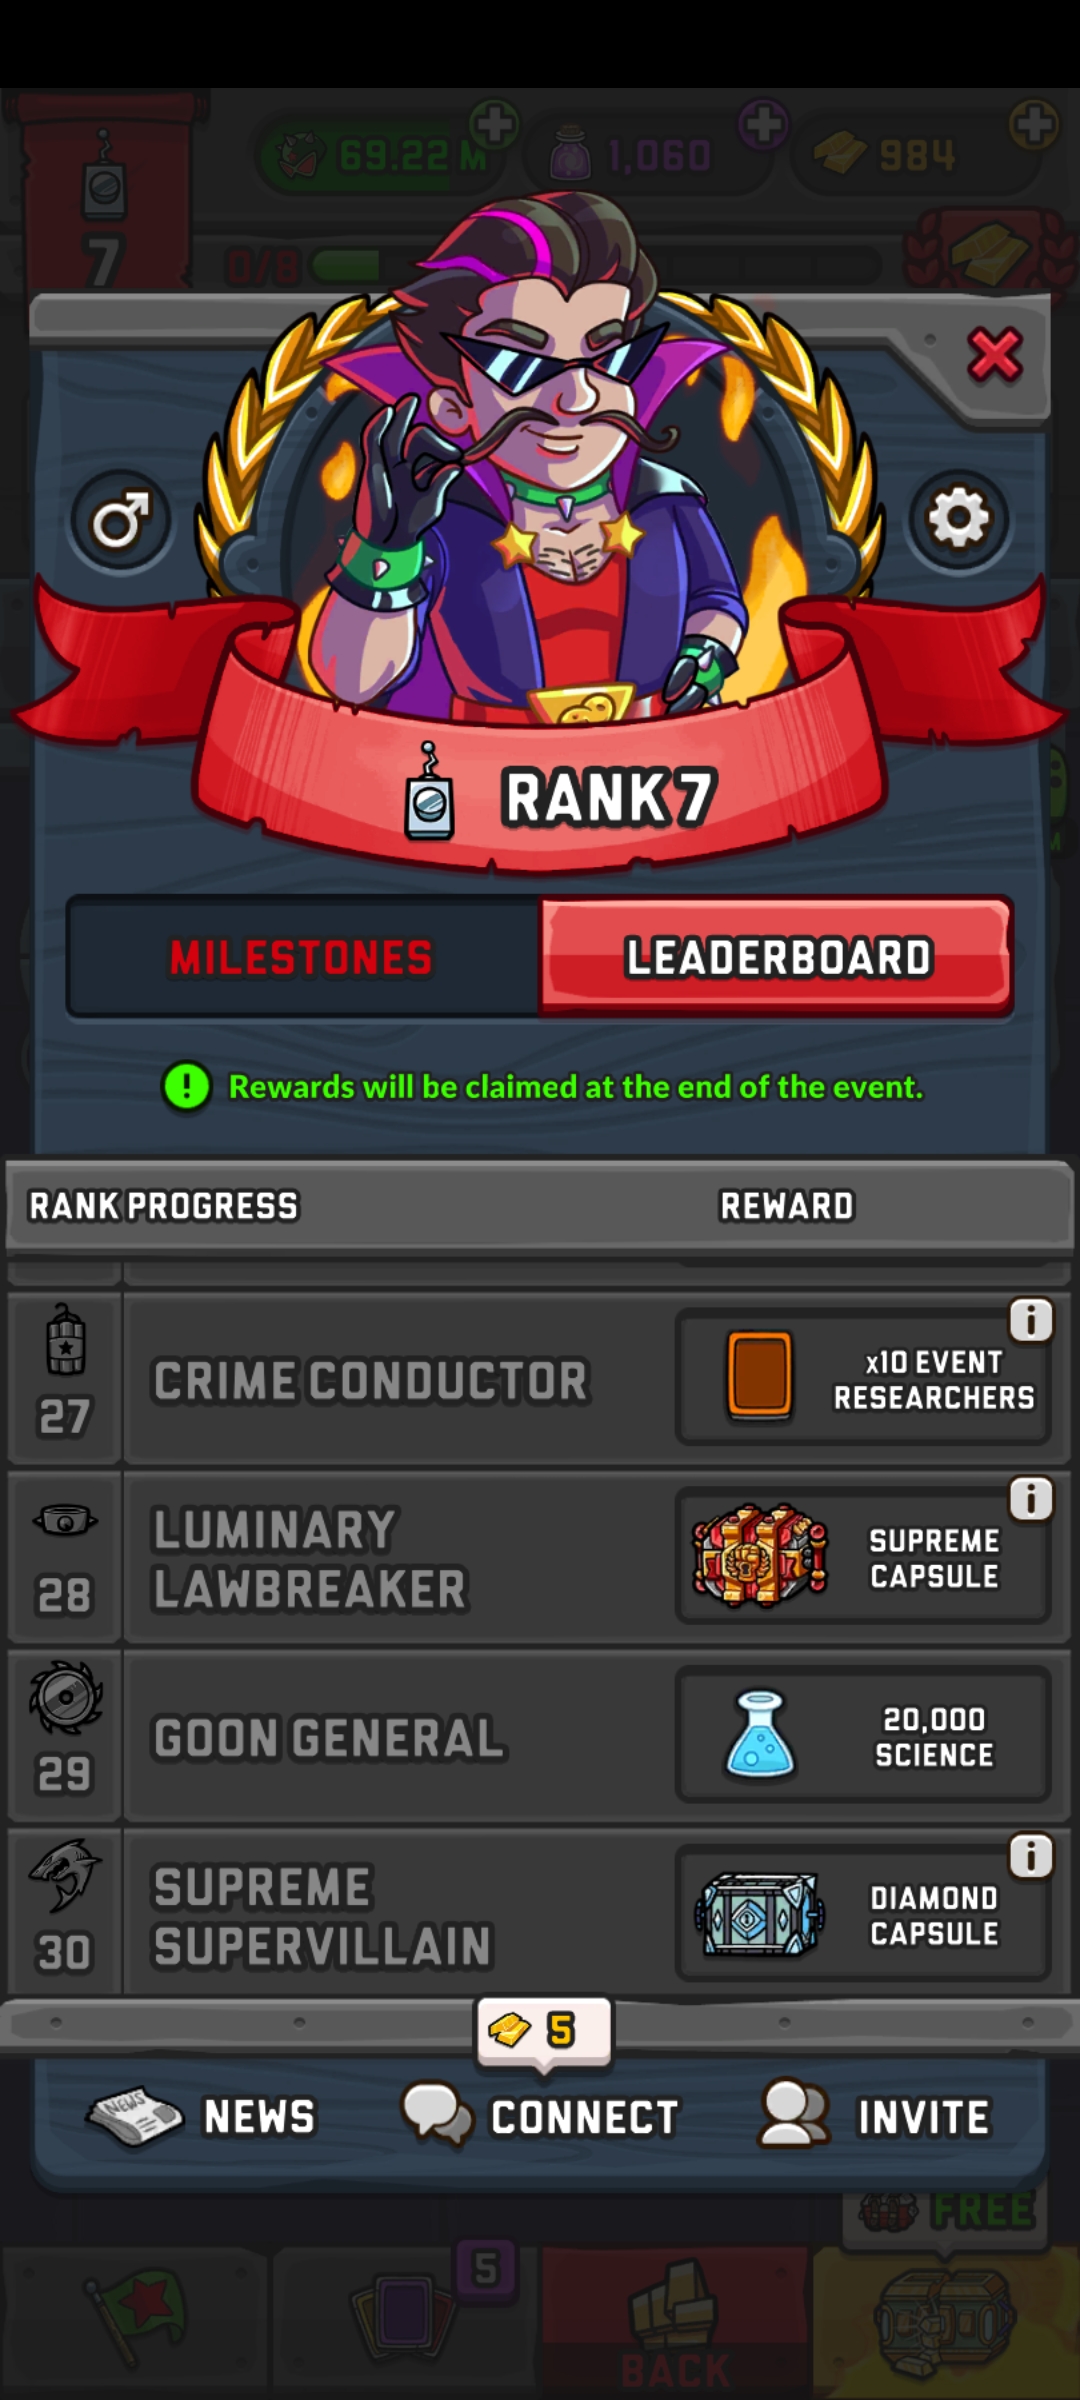 69.22 M
1,060
984
7
0/8
RANK 7
MILESTONES
LEADERBOARD
! Rewards will be claimed at the end of the event.
RANK PROGRESS
REWARD
27
CRIME CONDUCTOR
x10 EVENT
RESEARCHERS
i
28
LUMINARY
LAWBREAKER
SUPREME
CAPSULE
i
29
GOON GENERAL
20,000
SCIENCE
30
SUPREME
SUPERVILLAIN
DIAMOND
CAPSULE
i
5
NEWS
NEWS
CONNECT
INVITE
FREE
5
BACK